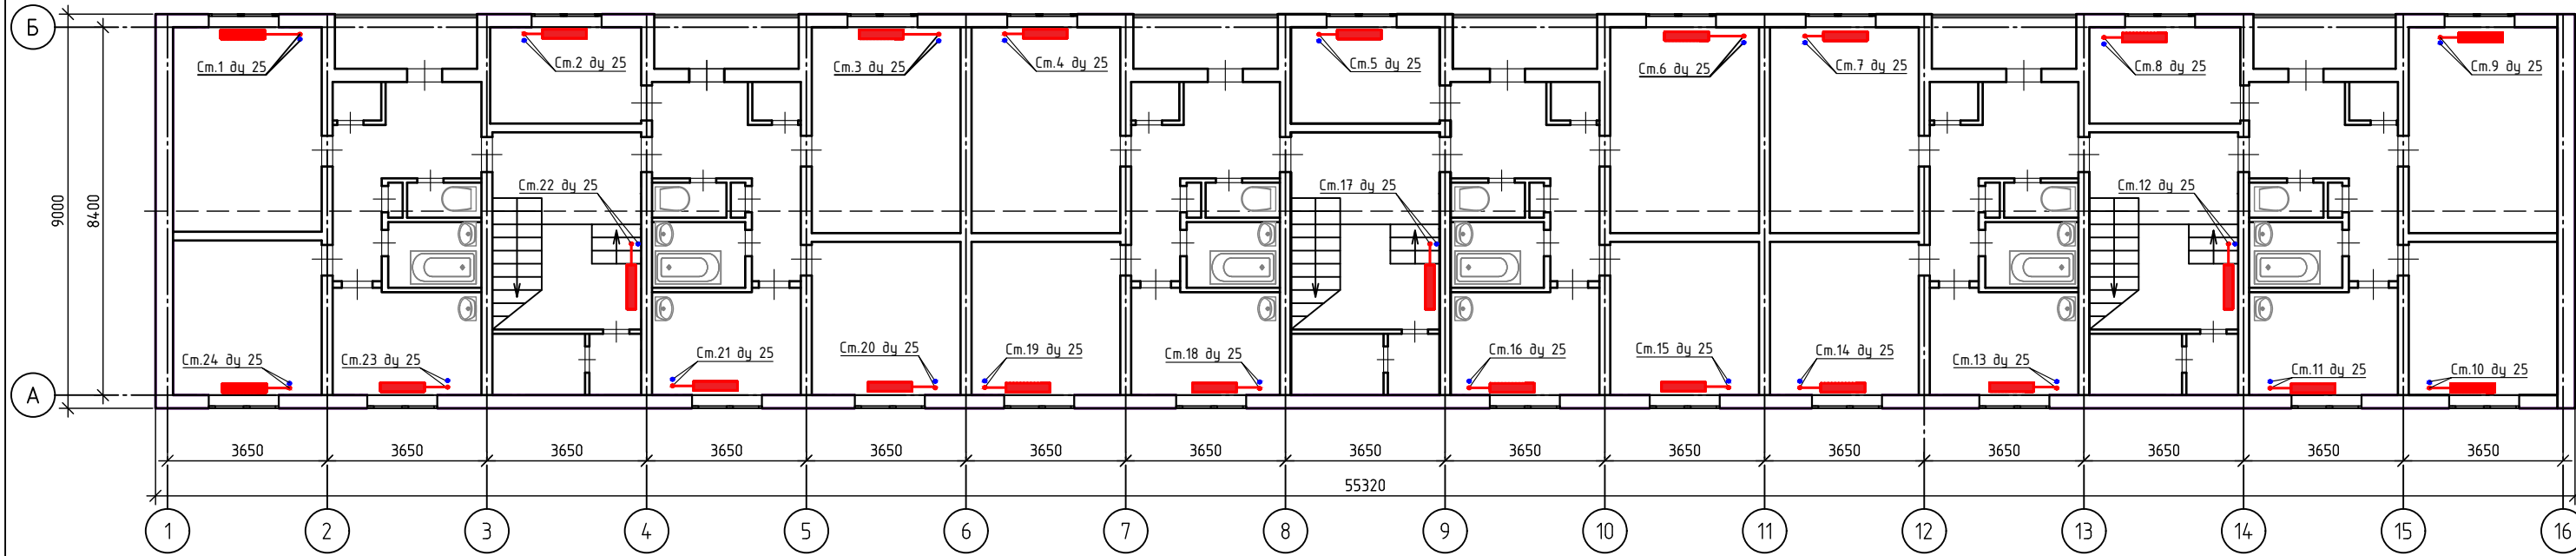 Б
Ст.1 ду 25
Ст.2 ду 25
Ст.3 ду 25
Ст.4 ду 25
Ст.5 ду 25
Ст.6 ду 25
Ст.7 ду 25
Ст.8 ду 25
Ст.9 ду 25
9000
8400
Ст.22 ду 25
Ст.17 ду 25
Ст.12 ду 25
Ст.24 ду 25
Ст.23 ду 25
Ст.21 ду 25
Ст.20 ду 25
Ст.19 ду 25
Ст.18 ду 25
Ст.16 ду 25
Ст.15 ду 25
Ст.14 ду 25
Ст.13 ду 25
Ст.11 ду 25
Ст.10 ду 25
А
3650 3650 3650 3650 3650 3650 3650 3650 3650 3650 3650 3650 3650 3650 3650
55320
1 2 3 4 5 6 7 8 9 10 11 12 13 14 15 16